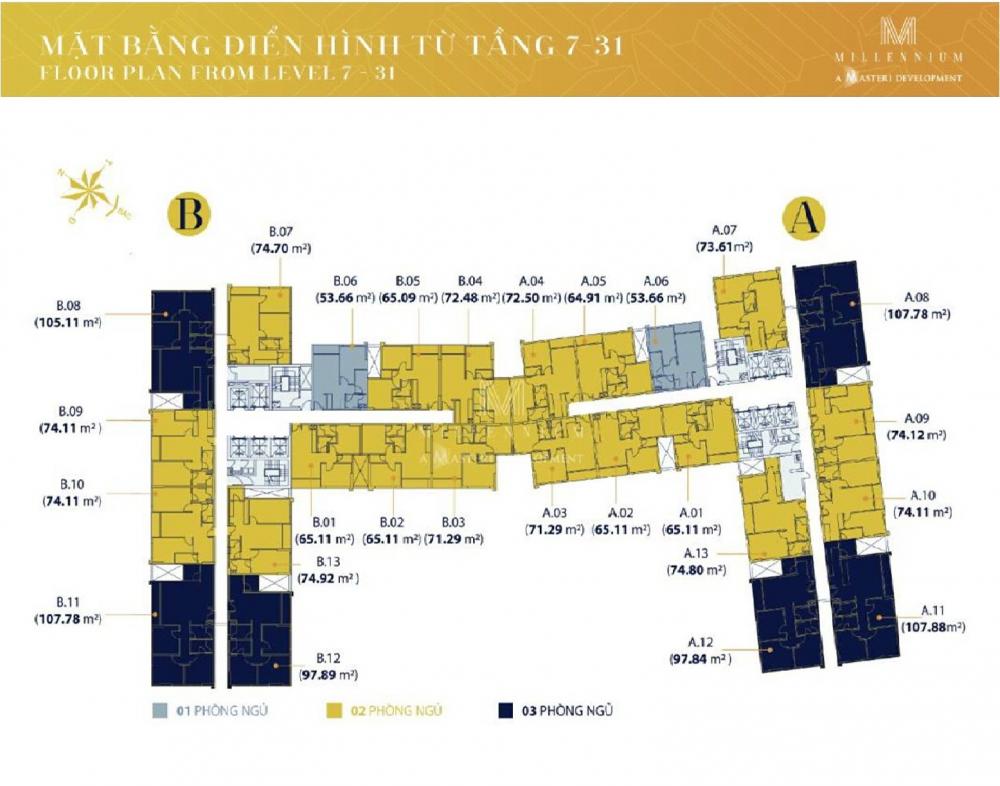 MẶT BẰNG ĐIỂN HÌNH TỪ TẦNG 7-31
FLOOR PLAN FROM LEVEL 7 - 31
MILLENNIUM
A MASTERI DEVELOPMENT
N
BẮC
B
A
B.07
(74.70 m²)
A.07
(73.61m²)
B.06
(53.66 m²)
B.05
(65.09 m²)
B.04
(72.48 m²)
A.04
(72.50 m²)
A.05
(64.91 m²)
A.06
(53.66 m²)
B.08
(105.11 m²)
A.08
(107.78 m²)
B.09
(74.11 m²)
A.09
(74.12 m²)
MILLENNIUM
A MASTERI DEVELOPMENT
B.10
(74.11 m²)
A.10
(74.11 m²)
B.01
(65.11 m²)
B.02
(65.11 m²)
B.03
(71.29 m²)
A.03
(71.29 m²)
A.02
(65.11 m²)
A.01
(65.11 m²)
B.13
(74.92 m²)
A.13
(74.80 m²)
B.11
(107.78 m²)
A.11
(107.88m²)
B.12
(97.89 m²)
A.12
(97.84 m²)
01 PHÒNG NGỦ
02 PHÒNG NGỦ
03 PHÒNG NGỦ